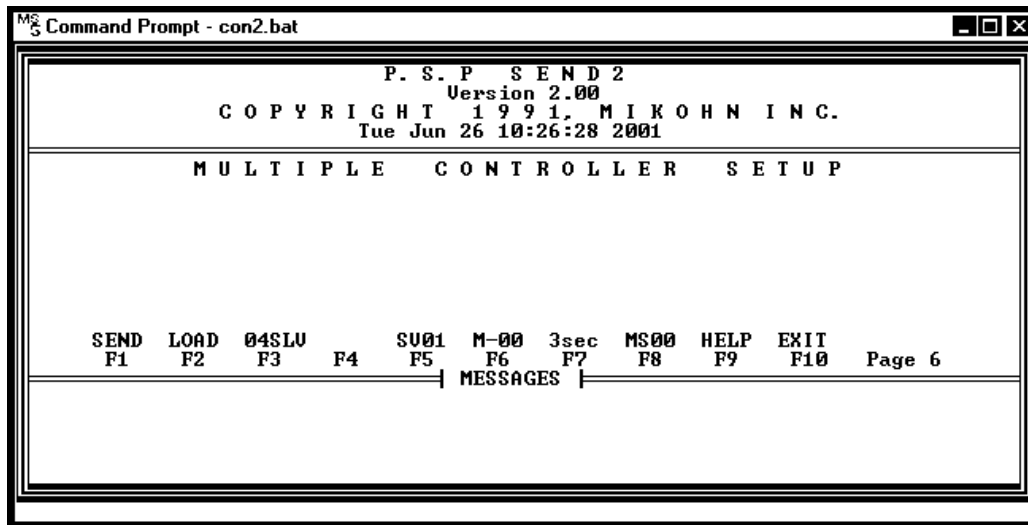 MS Command Prompt - con2.bat
P. S. P S E N D 2
Version 2.00
C O P Y R I G H T 1 9 9 1, M I K O H N I N C.
Tue Jun 26 10:26:28 2001
M U L T I P L E C O N T R O L L E R S E T U P
SEND LOAD 04SLV SV01 M-00 3sec MS00 HELP EXIT
F1 F2 F3 F4 F5 F6 F7 F8 F9 F10 Page 6
MESSAGES